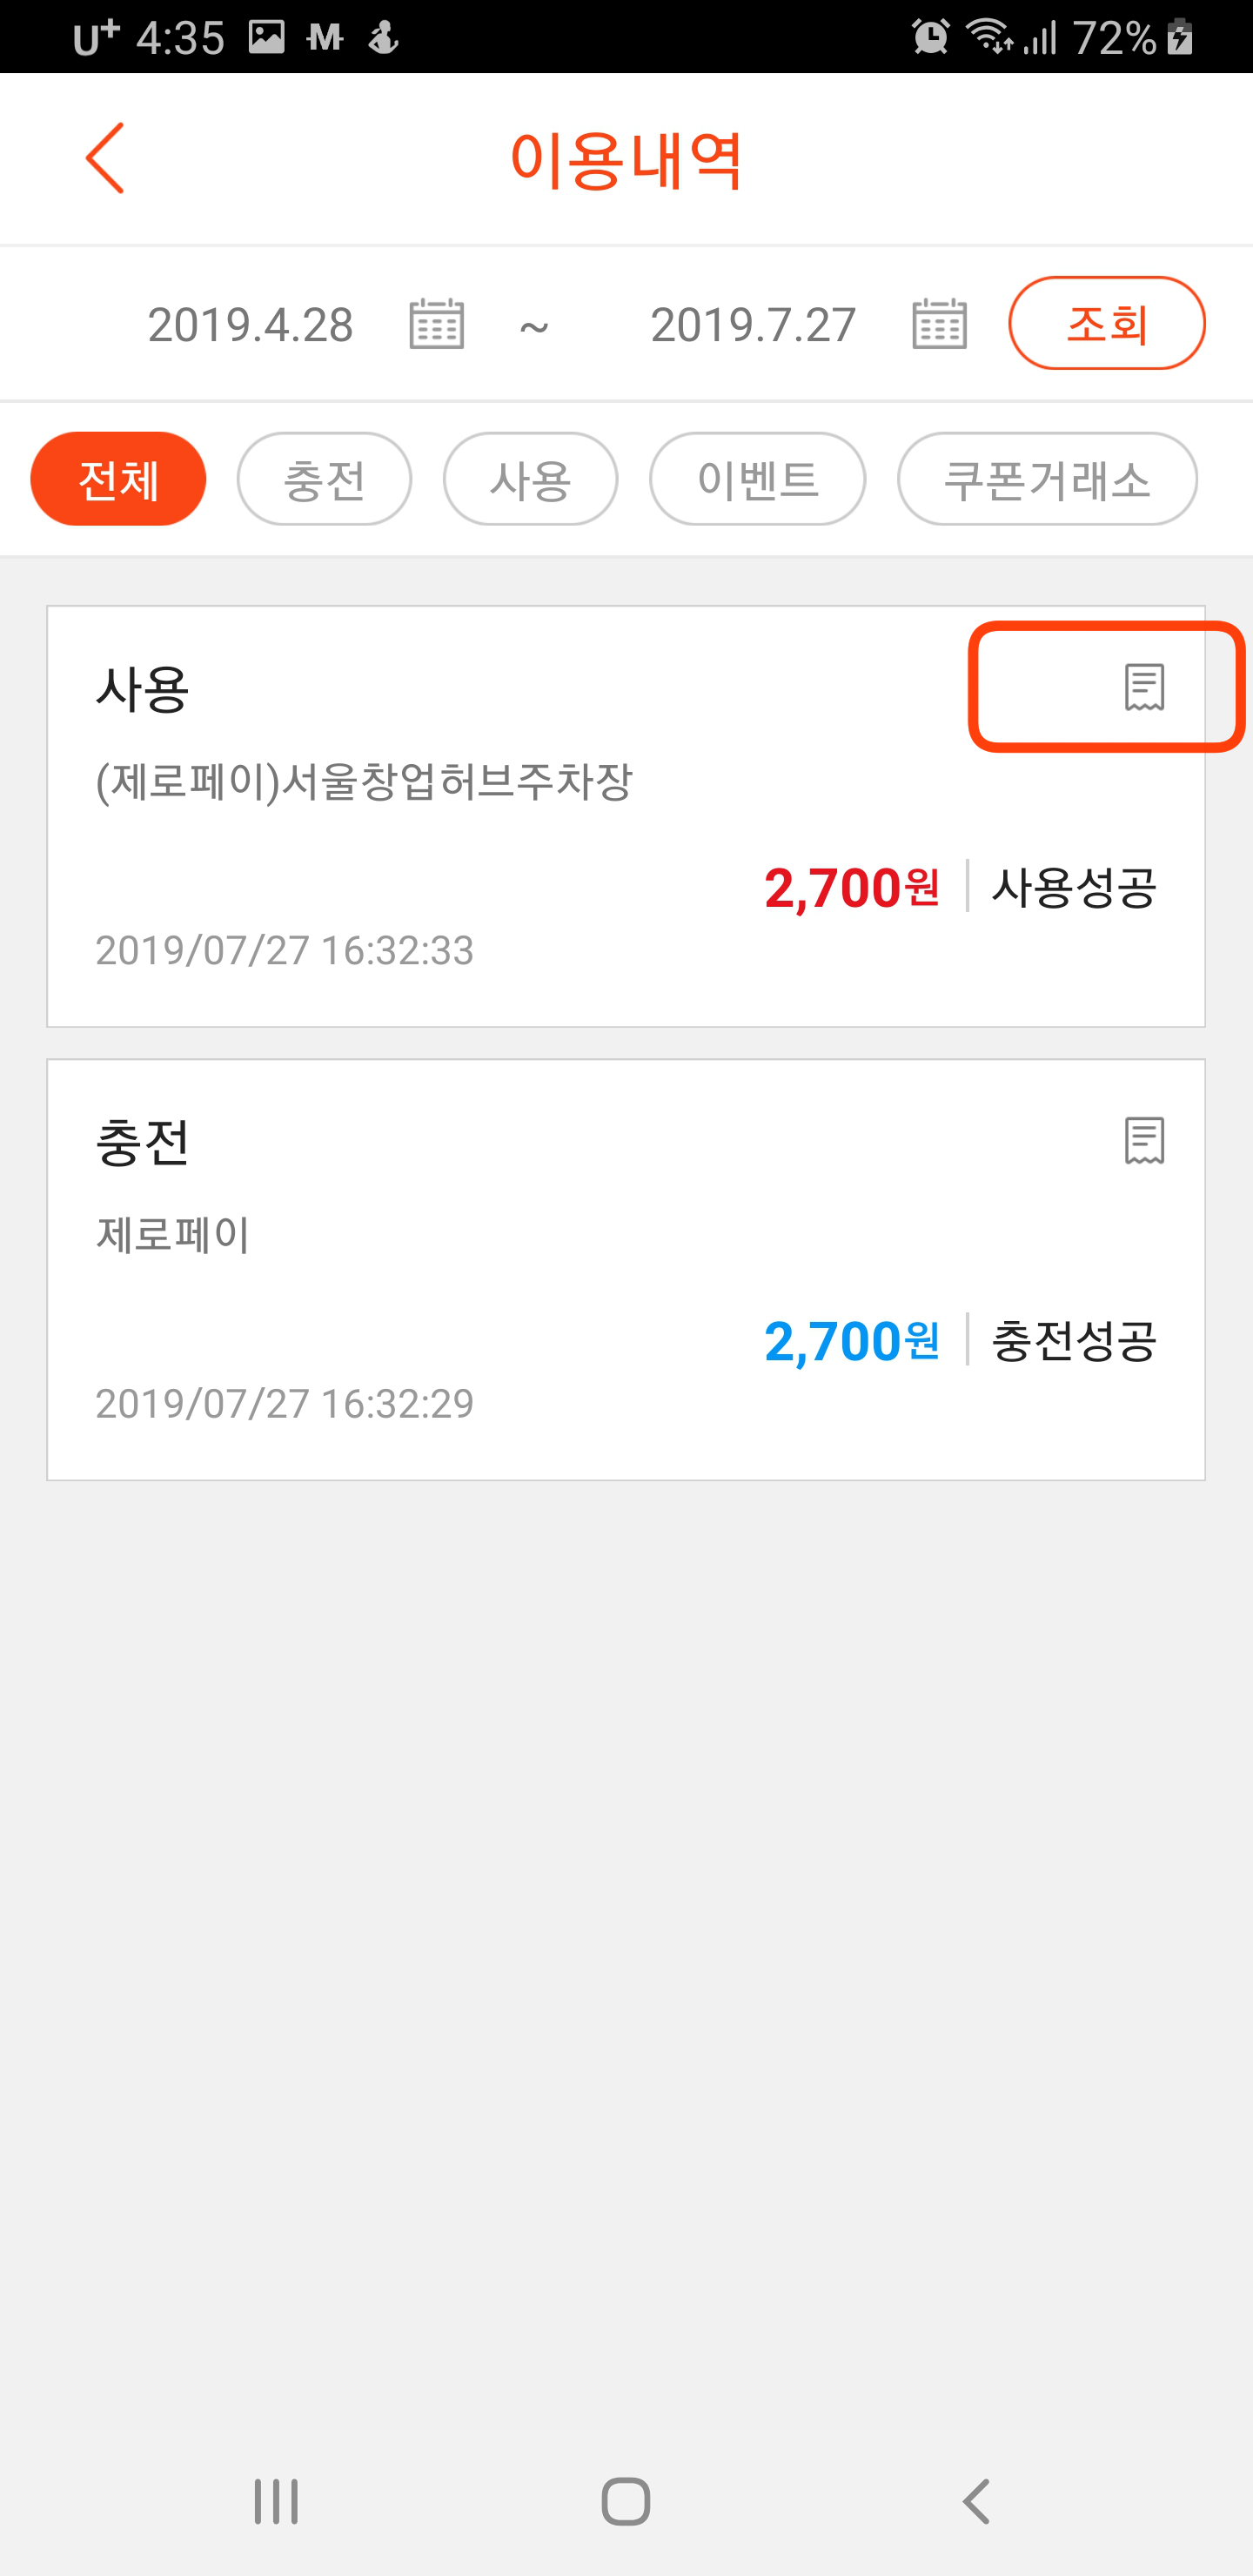 U+ 4:35 M 72%
이용내역
2019.4.28 ~ 2019.7.27 조회
전체 충전 사용 이벤트 쿠폰거래소
사용
(제로페이)서울창업허브주차장
2,700원 사용성공
2019/07/27 16:32:33
충전
제로페이
2,700원 충전성공
2019/07/27 16:32:29